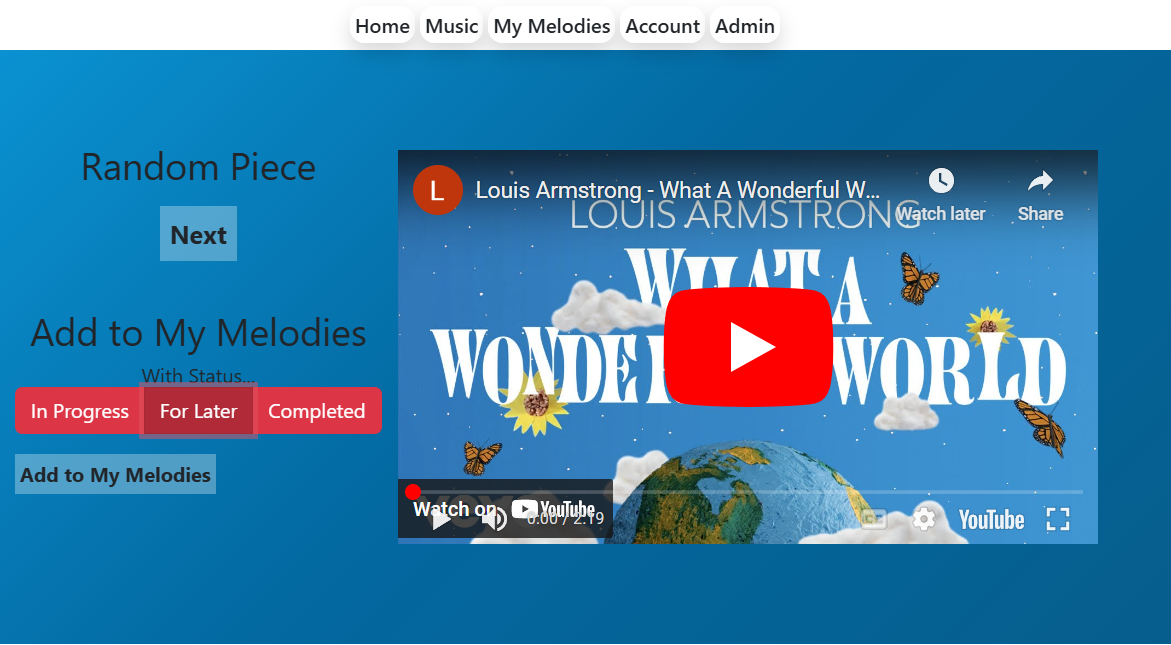 Home Music My Melodies Account Admin
Random Piece
Next
Add to My Melodies
With Status...
In Progress For Later Completed
Add to My Melodies
L
Louis Armstrong - What A Wonderful W...
Watch later
Share
LOUIS ARMSTRONG
WHAT A
WONDE WORLD
Watch on YouTube
0:00 / 2:19
YouTube